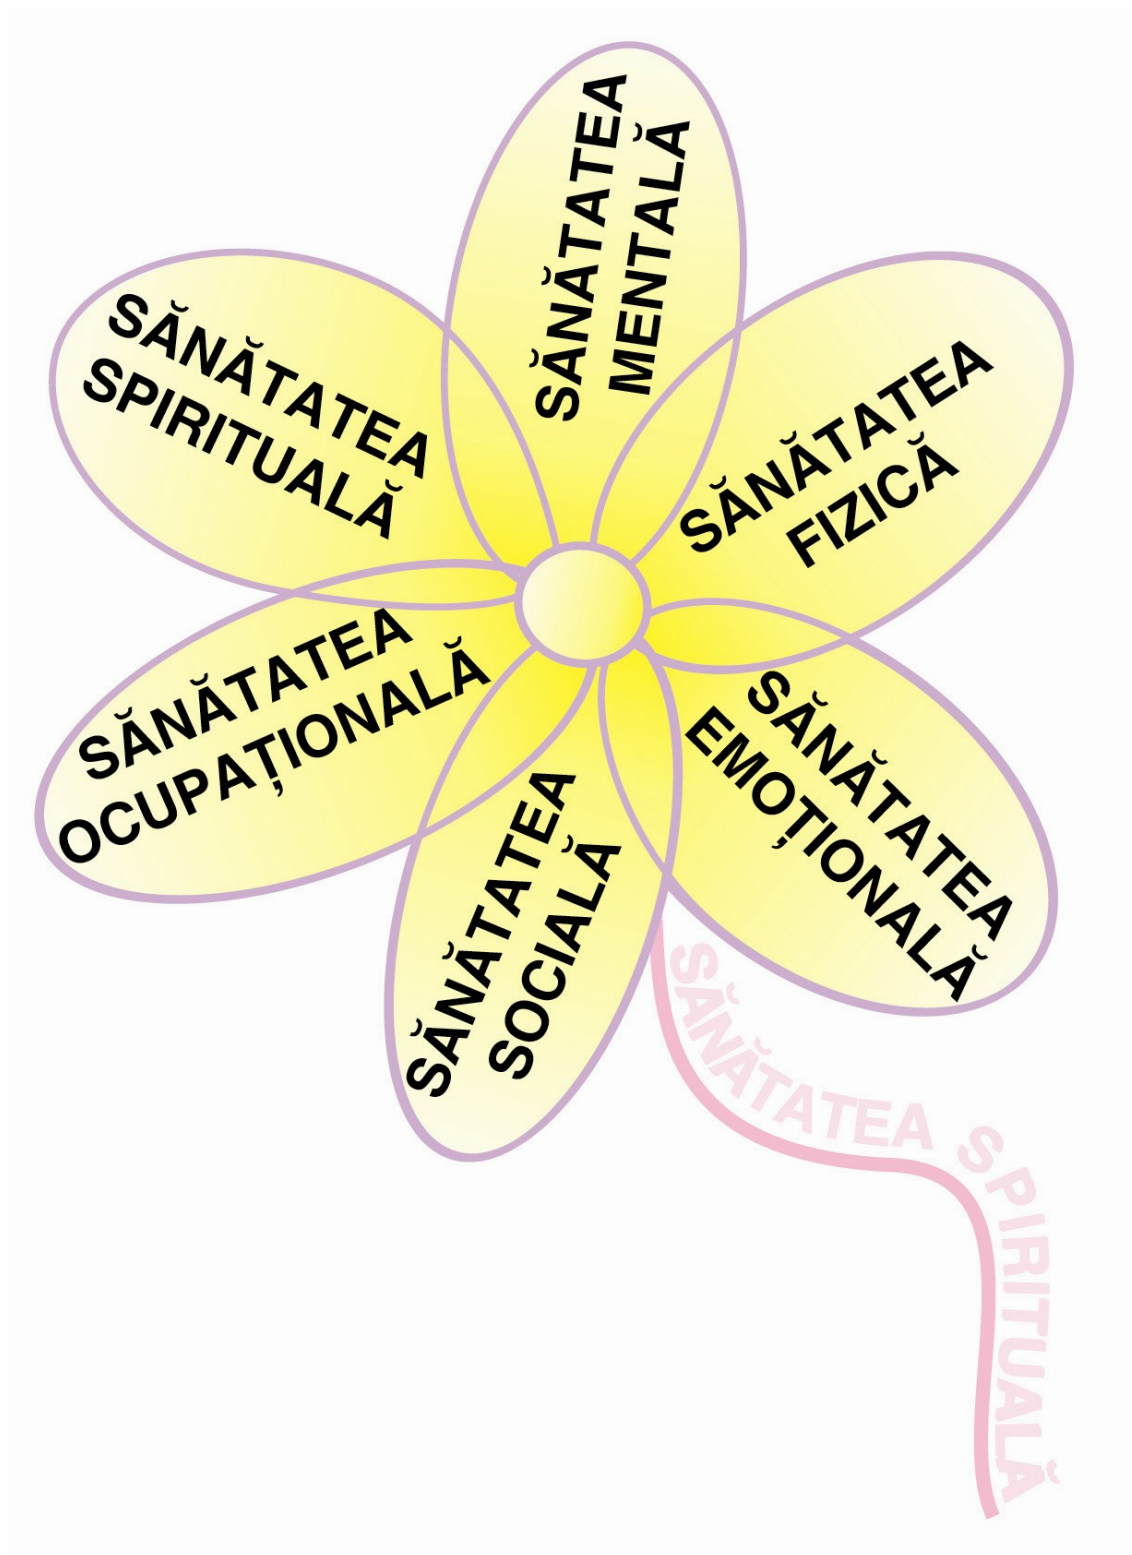 SĂNĂTATEA
MENTALĂ
SĂNĂTATEA
FIZICĂ
SĂNĂTATEA
EMOȚIONALĂ
SĂNĂTATEA
SOCIALĂ
SĂNĂTATEA
OCUPAȚIONALĂ
SĂNĂTATEA
SPIRITUALĂ
SĂNĂTATEA SPIRITUALĂ